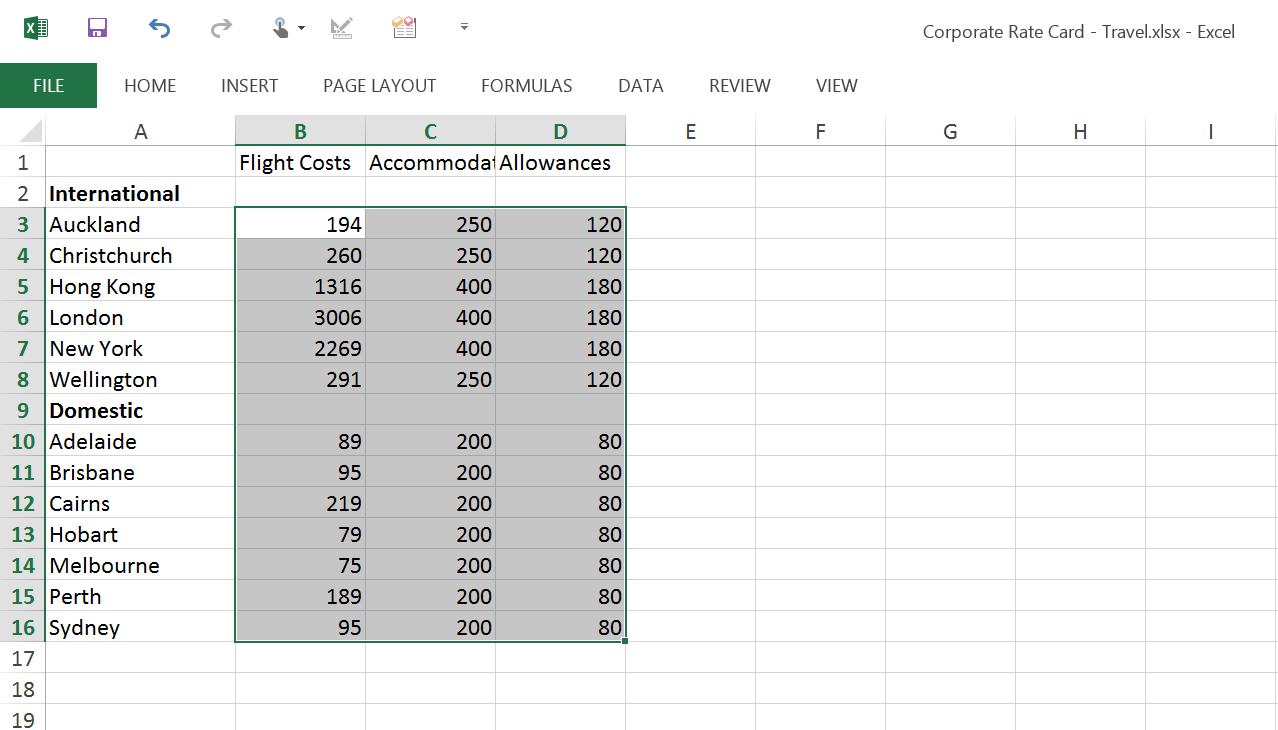 Corporate Rate Card - Travel.xlsx - Excel
FILE HOME INSERT PAGE LAYOUT FORMULAS DATA REVIEW VIEW
A B C D E F G H I
1 Flight Costs Accommodat Allowances
2 International
3 Auckland 194 250 120
4 Christchurch 260 250 120
5 Hong Kong 1316 400 180
6 London 3006 400 180
7 New York 2269 400 180
8 Wellington 291 250 120
9 Domestic
10 Adelaide 89 200 80
11 Brisbane 95 200 80
12 Cairns 219 200 80
13 Hobart 79 200 80
14 Melbourne 75 200 80
15 Perth 189 200 80
16 Sydney 95 200 80
17
18
19